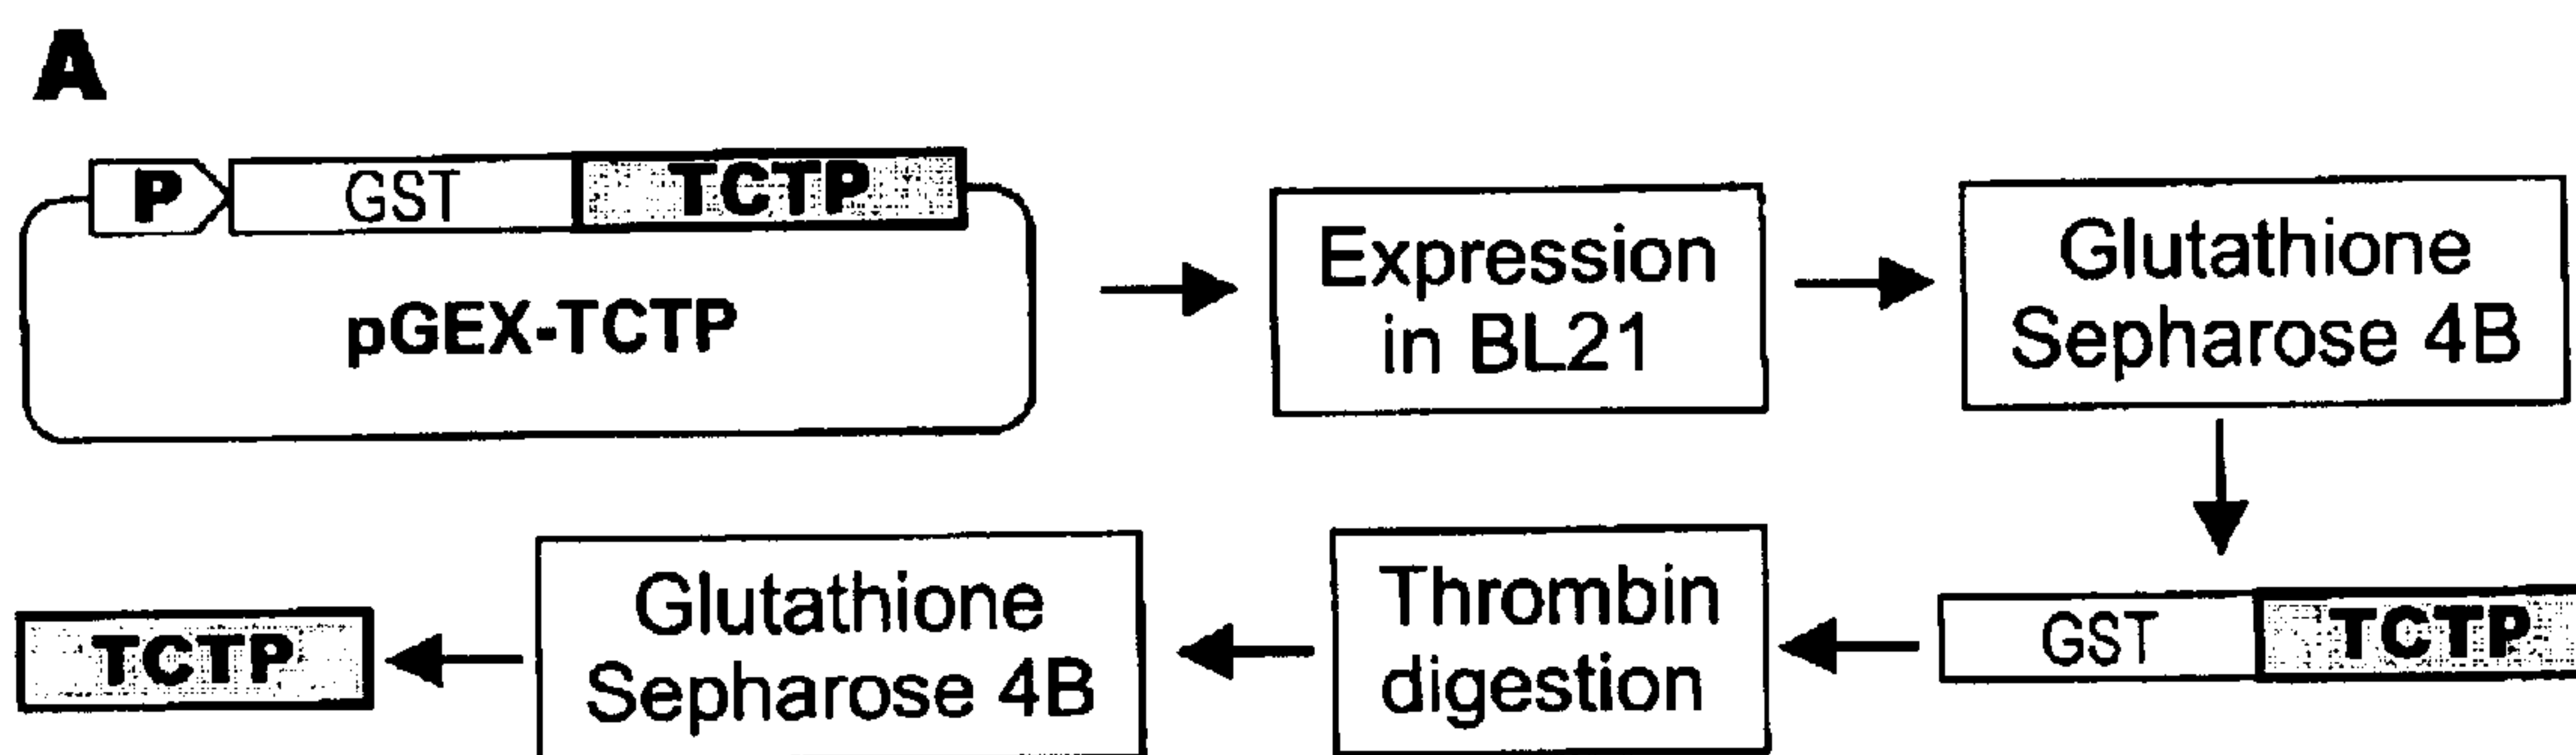 A
P GST TCTP
pGEX-TCTP
Expression
in BL21
Glutathione
Sepharose 4B
GST TCTP
Thrombin
digestion
Glutathione
Sepharose 4B
TCTP